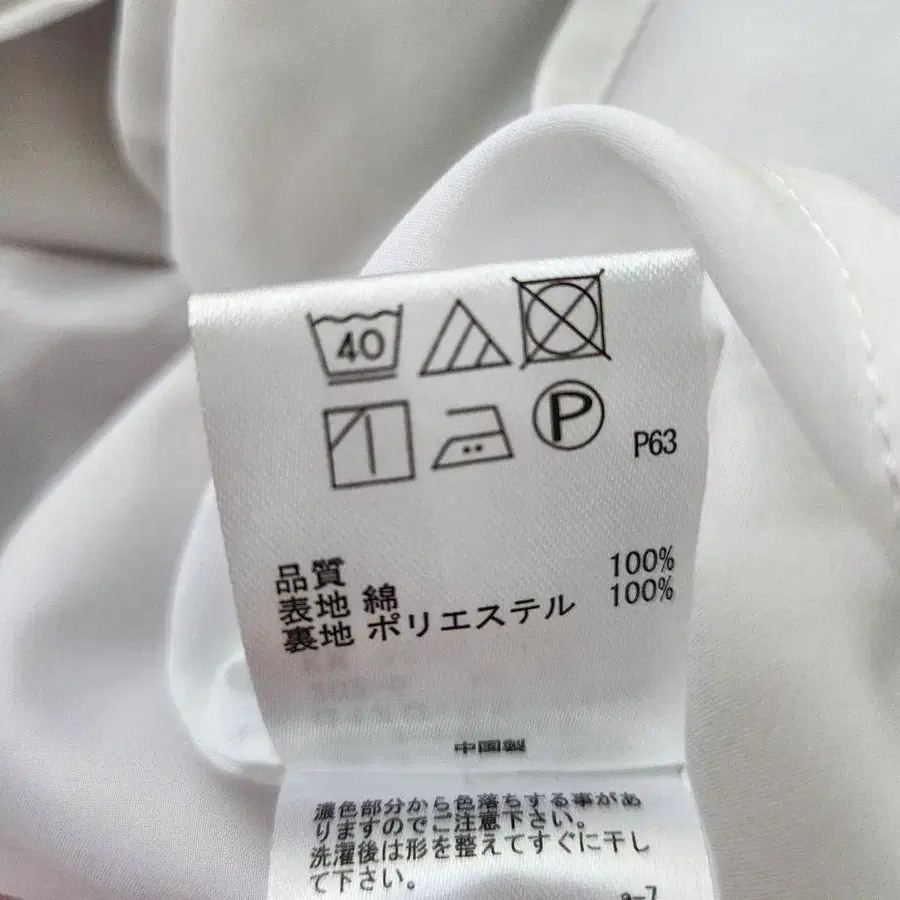 40
P
P63
品質
表地 綿 100%
裏地 ポリエステル 100%
中国製
濃色部分から色落ちする事があ
りますのでご注意下さい。
洗濯後は形を整えてすぐに干し
て下さい。
a-7